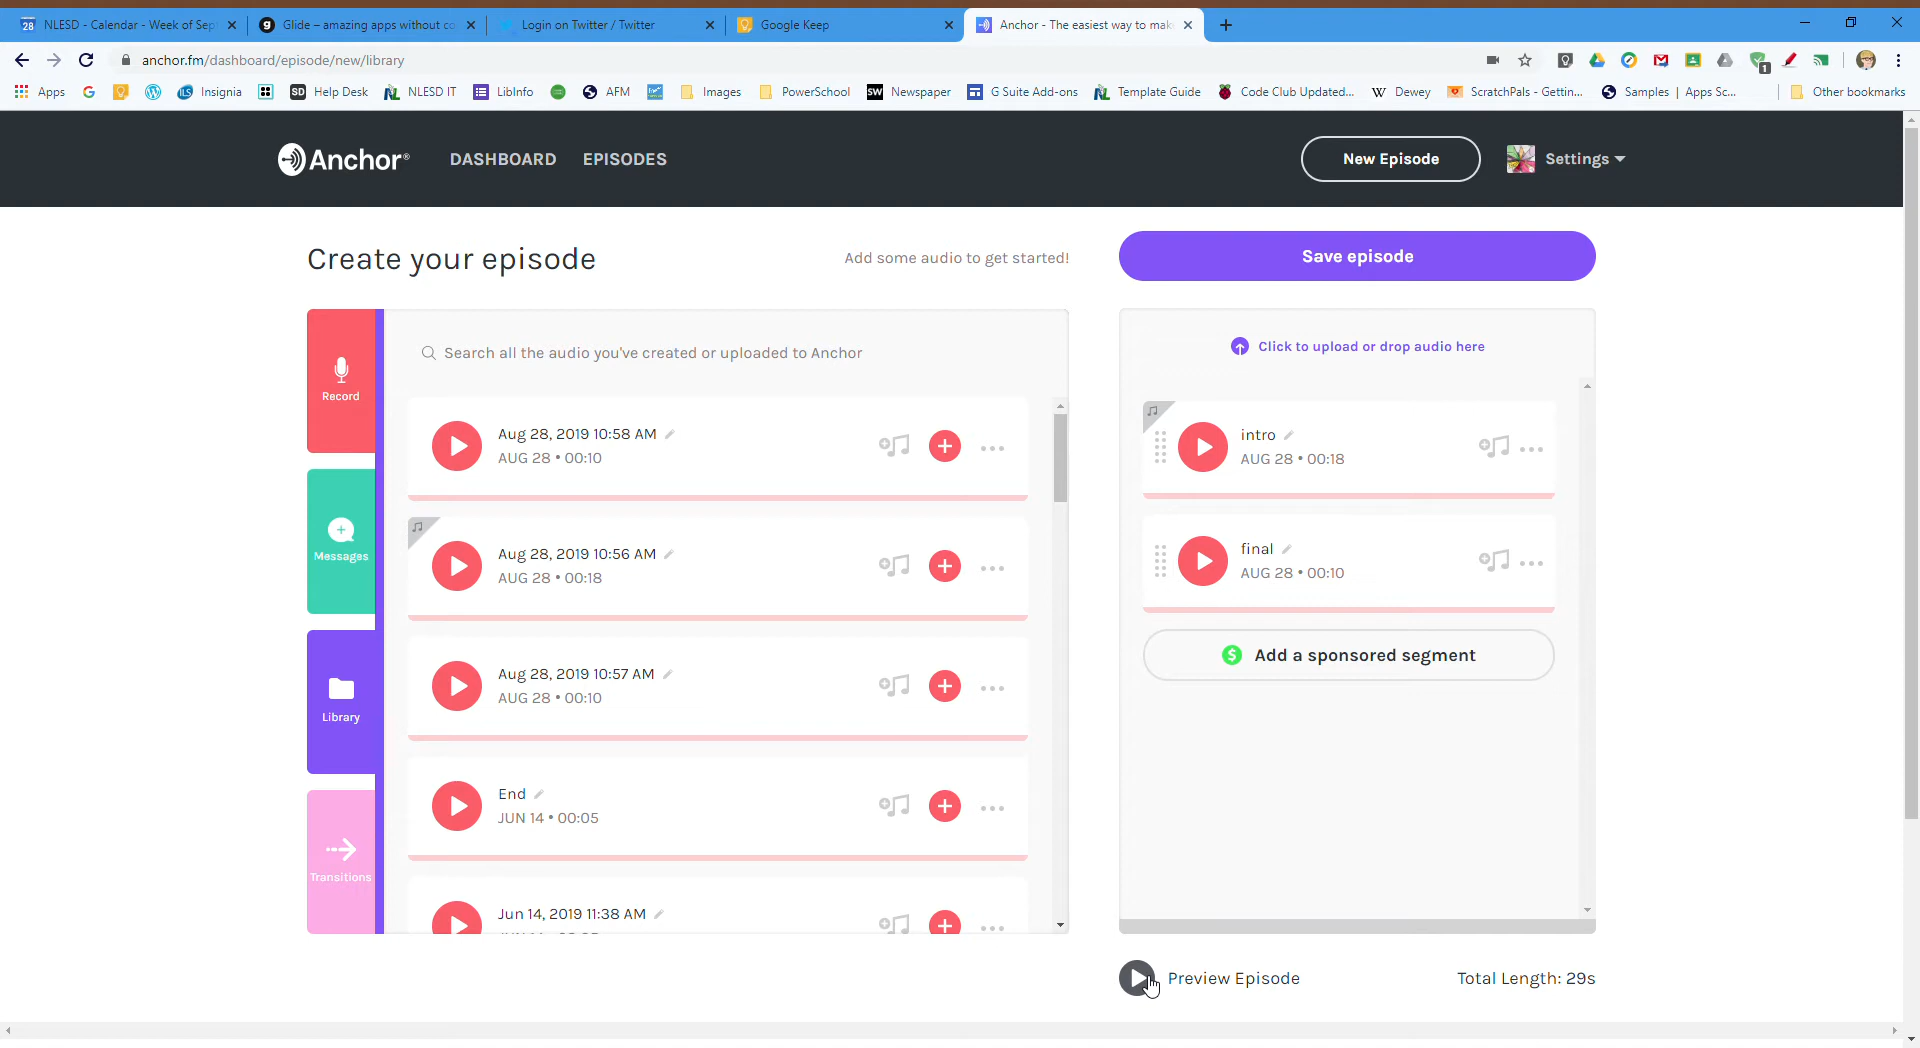 28 NLESD - Calendar - Week of Sep
Glide – amazing apps without co
Login on Twitter / Twitter
Google Keep
Anchor - The easiest way to mak
anchor.fm/dashboard/episode/new/library
1
Apps
Insignia
SD Help Desk
NLESD IT
LibInfo
AFM
Images
PowerSchool
SW Newspaper
G Suite Add-ons
Template Guide
Code Club Updated...
W Dewey
ScratchPals - Gettin...
Samples | Apps Sc...
Other bookmarks
Anchor®
DASHBOARD
EPISODES
New Episode
Settings
Create your episode
Add some audio to get started!
Save episode
Record
Messages
Library
Transitions
Search all the audio you've created or uploaded to Anchor
Aug 28, 2019 10:58 AM
AUG 28 • 00:10
Aug 28, 2019 10:56 AM
AUG 28 • 00:18
Aug 28, 2019 10:57 AM
AUG 28 • 00:10
End
JUN 14 • 00:05
Jun 14, 2019 11:38 AM
Click to upload or drop audio here
intro
AUG 28 • 00:18
final
AUG 28 • 00:10
$ Add a sponsored segment
Preview Episode
Total Length: 29s